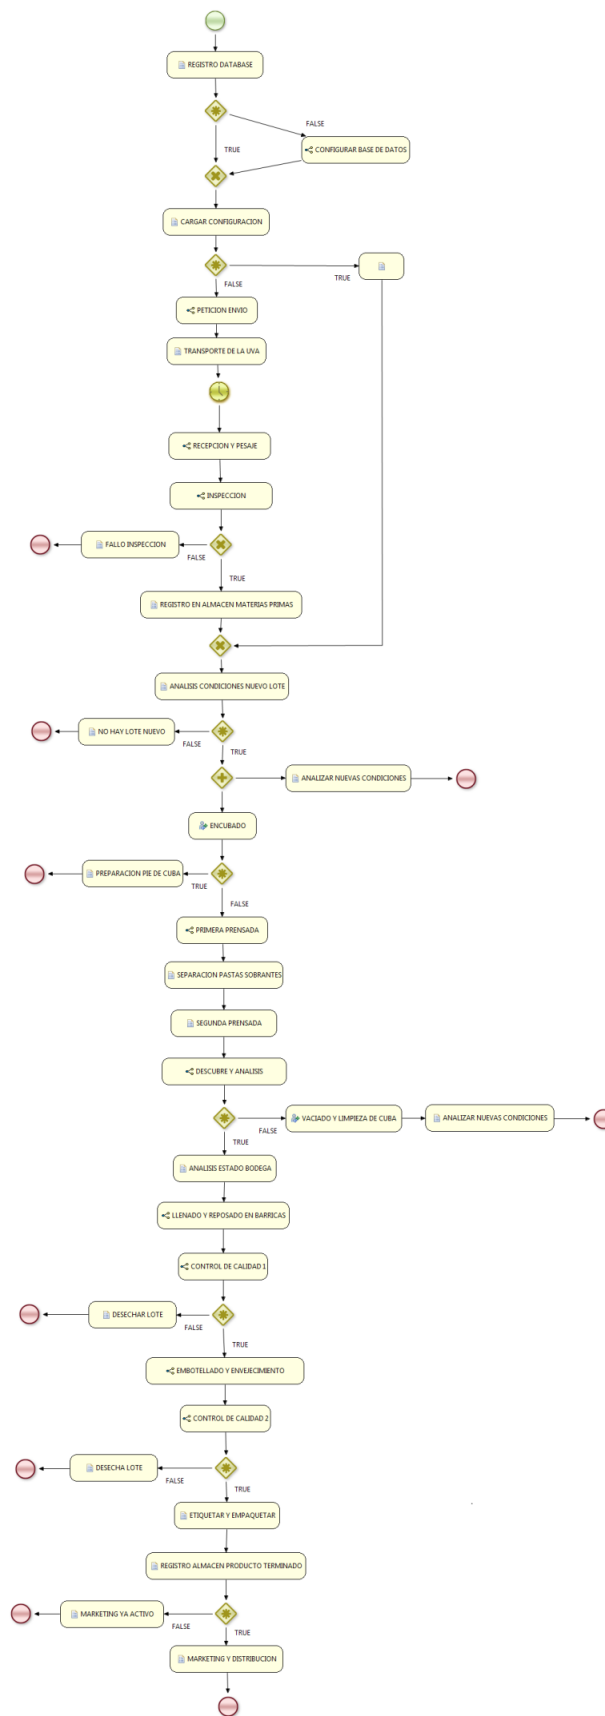 REGISTRO DATABASE
FALSE
TRUE
CONFIGURAR BASE DE DATOS
CARGAR CONFIGURACION
FALSE
TRUE
PETICION ENVIO
TRANSPORTE DE LA UVA
RECEPCION Y PESAJE
INSPECCION
FALLO INSPECCION
FALSE
TRUE
REGISTRO EN ALMACEN MATERIAS PRIMAS
ANALISIS CONDICIONES NUEVO LOTE
NO HAY LOTE NUEVO
FALSE
TRUE
ANALIZAR NUEVAS CONDICIONES
ENCUBADO
PREPARACION PIE DE CUBA
TRUE
FALSE
PRIMERA PRENSADA
SEPARACION PASTAS SOBRANTES
SEGUNDA PRENSADA
DESCUBRE Y ANALISIS
FALSE
VACIADO Y LIMPIEZA DE CUBA
ANALIZAR NUEVAS CONDICIONES
TRUE
ANALISIS ESTADO BODEGA
LLENADO Y REPOSADO EN BARRICAS
CONTROL DE CALIDAD 1
DESECHAR LOTE
FALSE
TRUE
EMBOTELLADO Y ENVEJECIMIENTO
CONTROL DE CALIDAD 2
DESECHA LOTE
FALSE
TRUE
ETIQUETAR Y EMPAQUETAR
REGISTRO ALMACEN PRODUCTO TERMINADO
MARKETING YA ACTIVO
FALSE
TRUE
MARKETING Y DISTRIBUCION